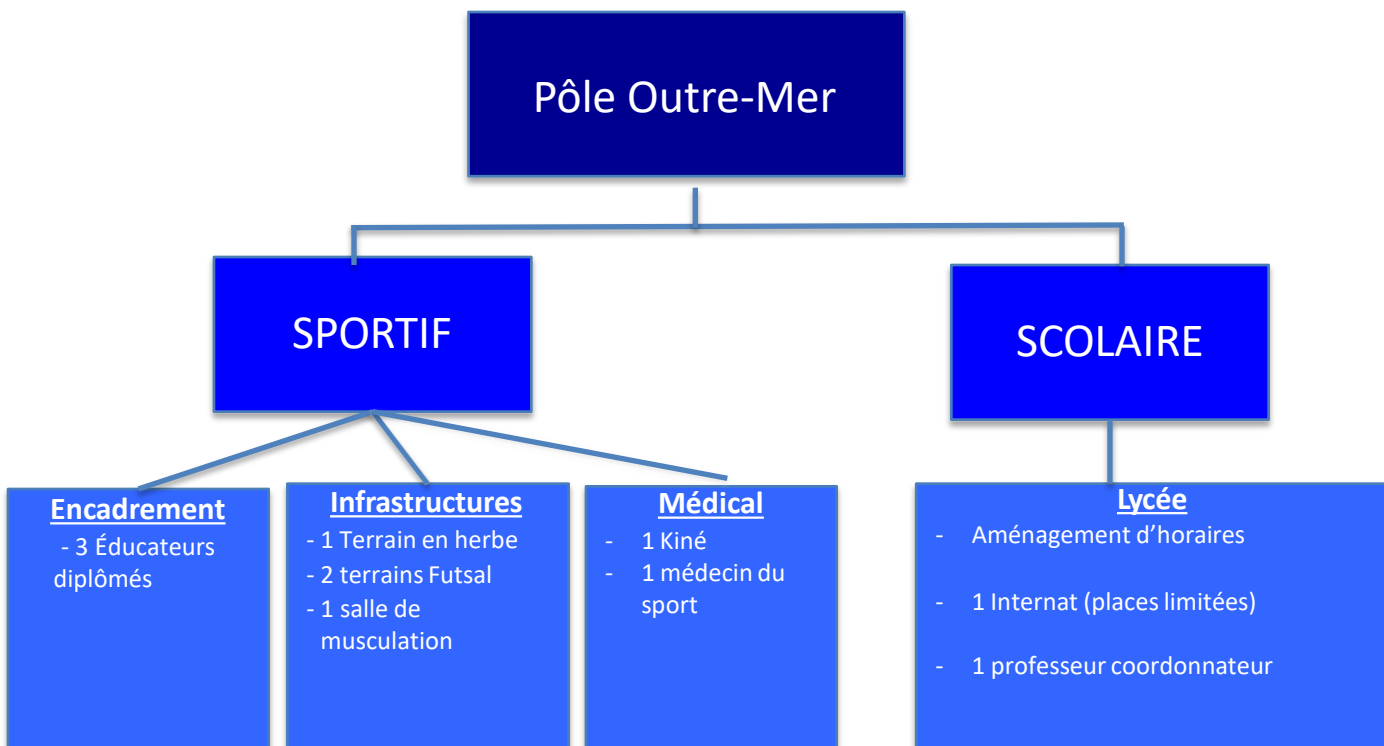 Pôle Outre-Mer
SPORTIF
SCOLAIRE
Encadrement
- 3 Éducateurs
diplômés
Infrastructures
- 1 Terrain en herbe
- 2 terrains Futsal
- 1 salle de
musculation
Médical
- 1 Kiné
- 1 médecin du
sport
Lycée
- Aménagement d’horaires
- 1 Internat (places limitées)
- 1 professeur coordonnateur